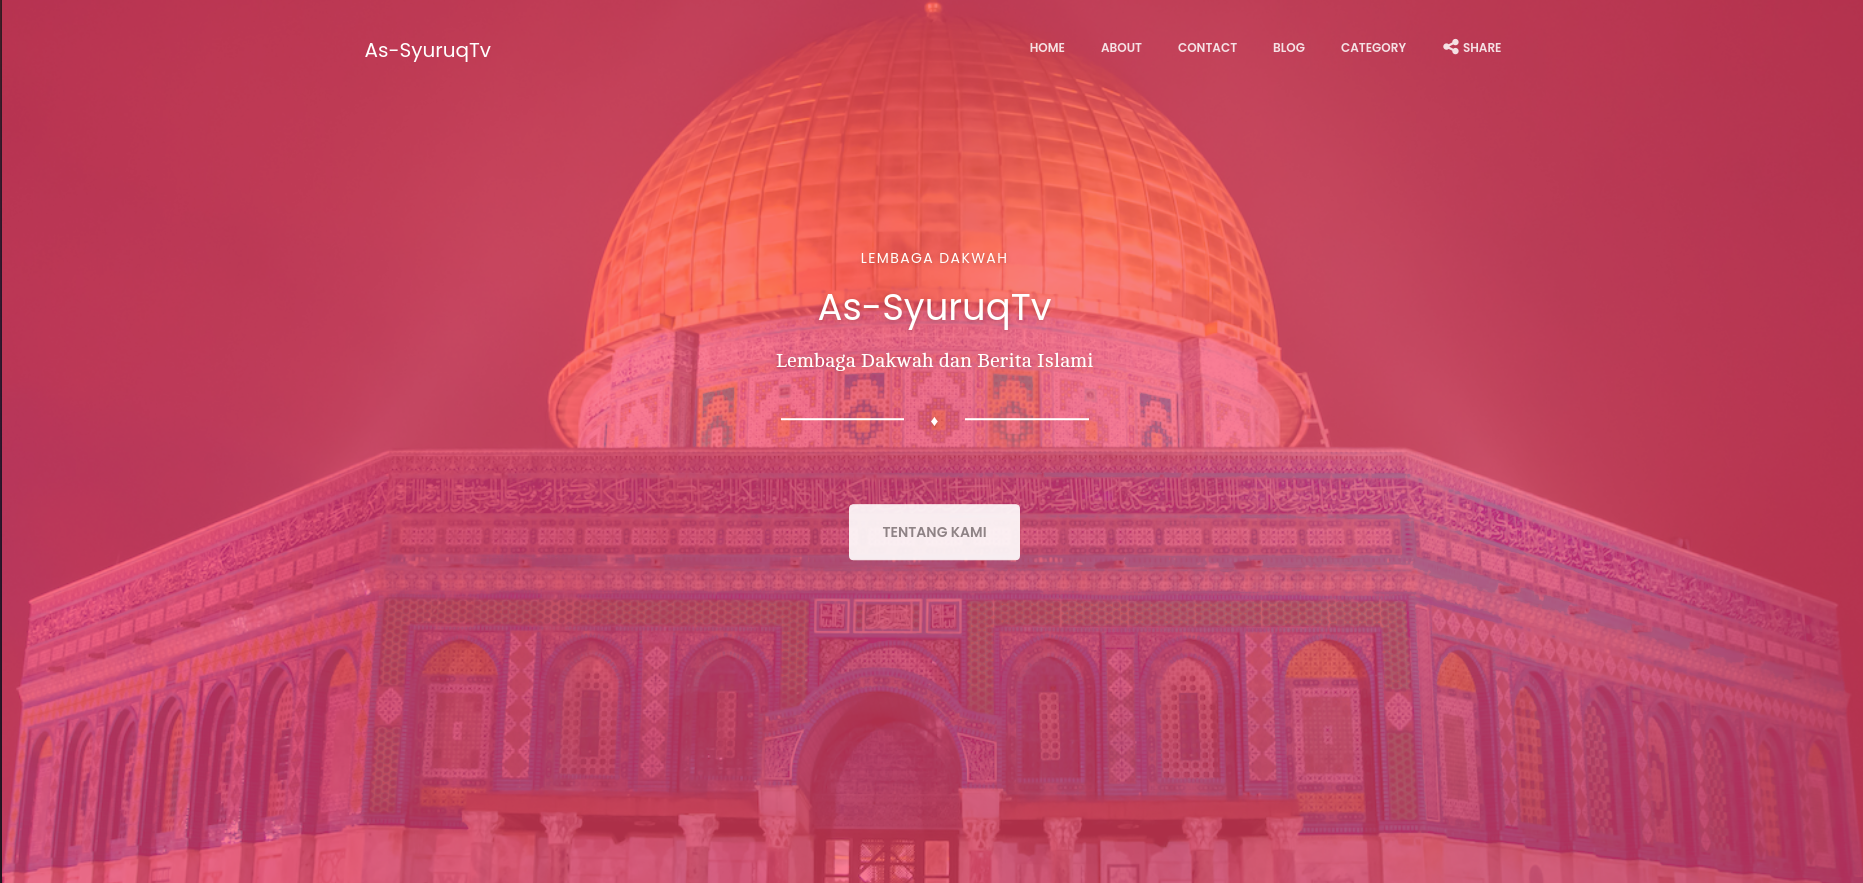 As-SyuruqTv
HOME ABOUT CONTACT BLOG CATEGORY SHARE
LEMBAGA DAKWAH
As-SyuruqTv
Lembaga Dakwah dan Berita Islami
TENTANG KAMI